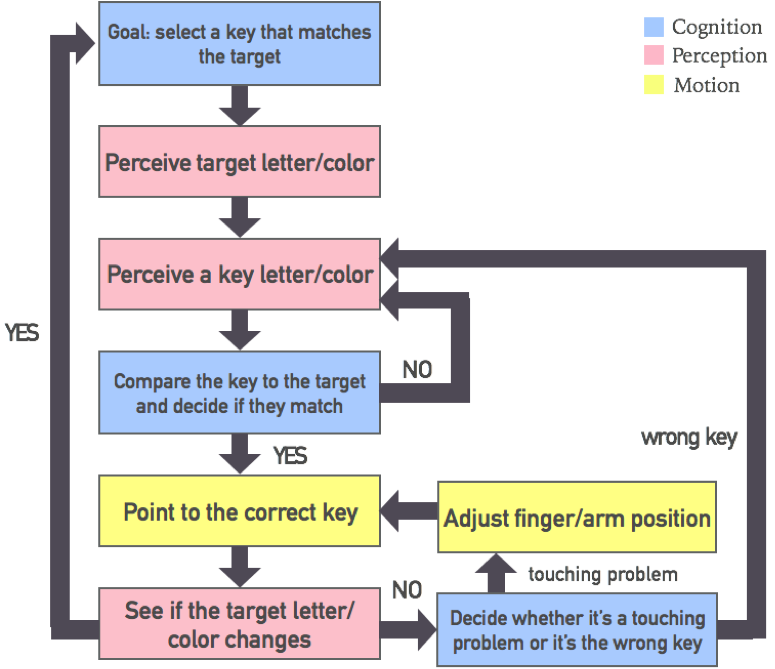 Goal: select a key that matches
the target
Cognition
Perception
Motion
Perceive target letter/color
Perceive a key letter/color
YES
NO
Compare the key to the target
and decide if they match
wrong key
YES
Point to the correct key
Adjust finger/arm position
touching problem
NO
See if the target letter/
color changes
Decide whether it's a touching
problem or it's the wrong key